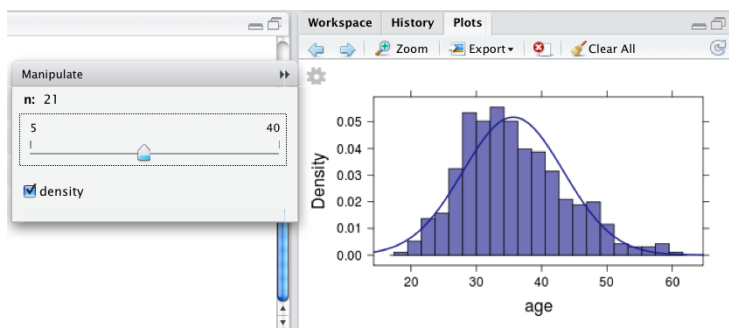 Workspace History Plots
Zoom Export Clear All
Manipulate
n: 21
5 40
density
0.05
0.04
0.03
0.02
0.01
0.00
Density
20 30 40 50 60
age